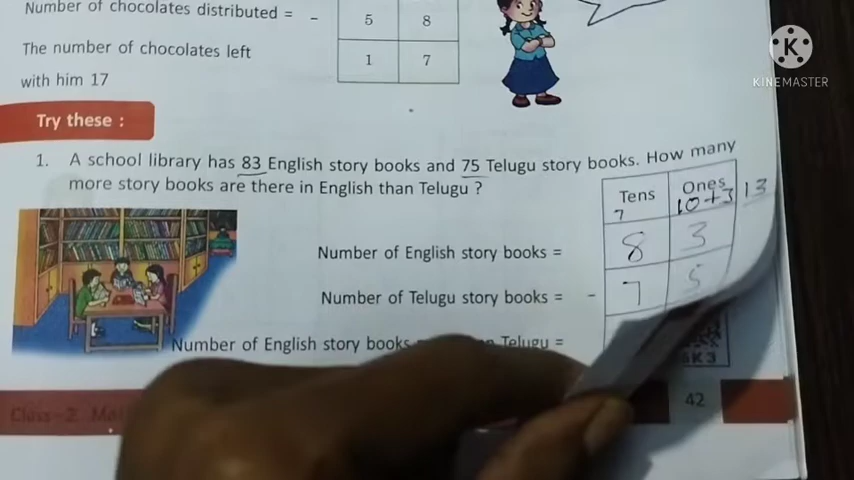 Number of chocolates distributed = - 5 8
The number of chocolates left
with him 17
1 7
K
KINEMASTER
Try these :
1. A school library has 83 English story books and 75 Telugu story books. How many
more story books are there in English than Telugu ?
Tens Ones
7 10+3 13
Number of English story books = 8 3
Number of Telugu story books = - 7 5
Number of English story books Telugu =
Class-2
42